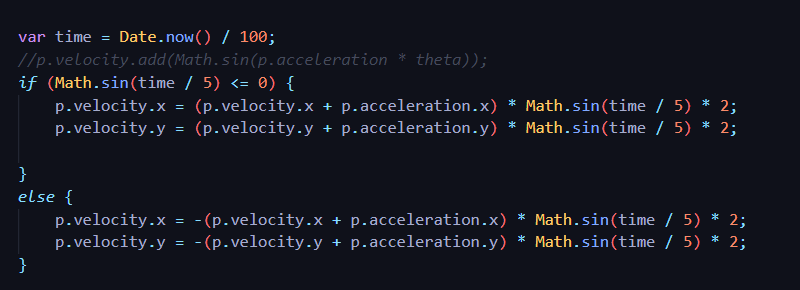 var time = Date.now() / 100;
//p.velocity.add(Math.sin(p.acceleration * theta));
if (Math.sin(time / 5) <= 0) {
    p.velocity.x = (p.velocity.x + p.acceleration.x) * Math.sin(time / 5) * 2;
    p.velocity.y = (p.velocity.y + p.acceleration.y) * Math.sin(time / 5) * 2;
}
else {
    p.velocity.x = -(p.velocity.x + p.acceleration.x) * Math.sin(time / 5) * 2;
    p.velocity.y = -(p.velocity.y + p.acceleration.y) * Math.sin(time / 5) * 2;
}